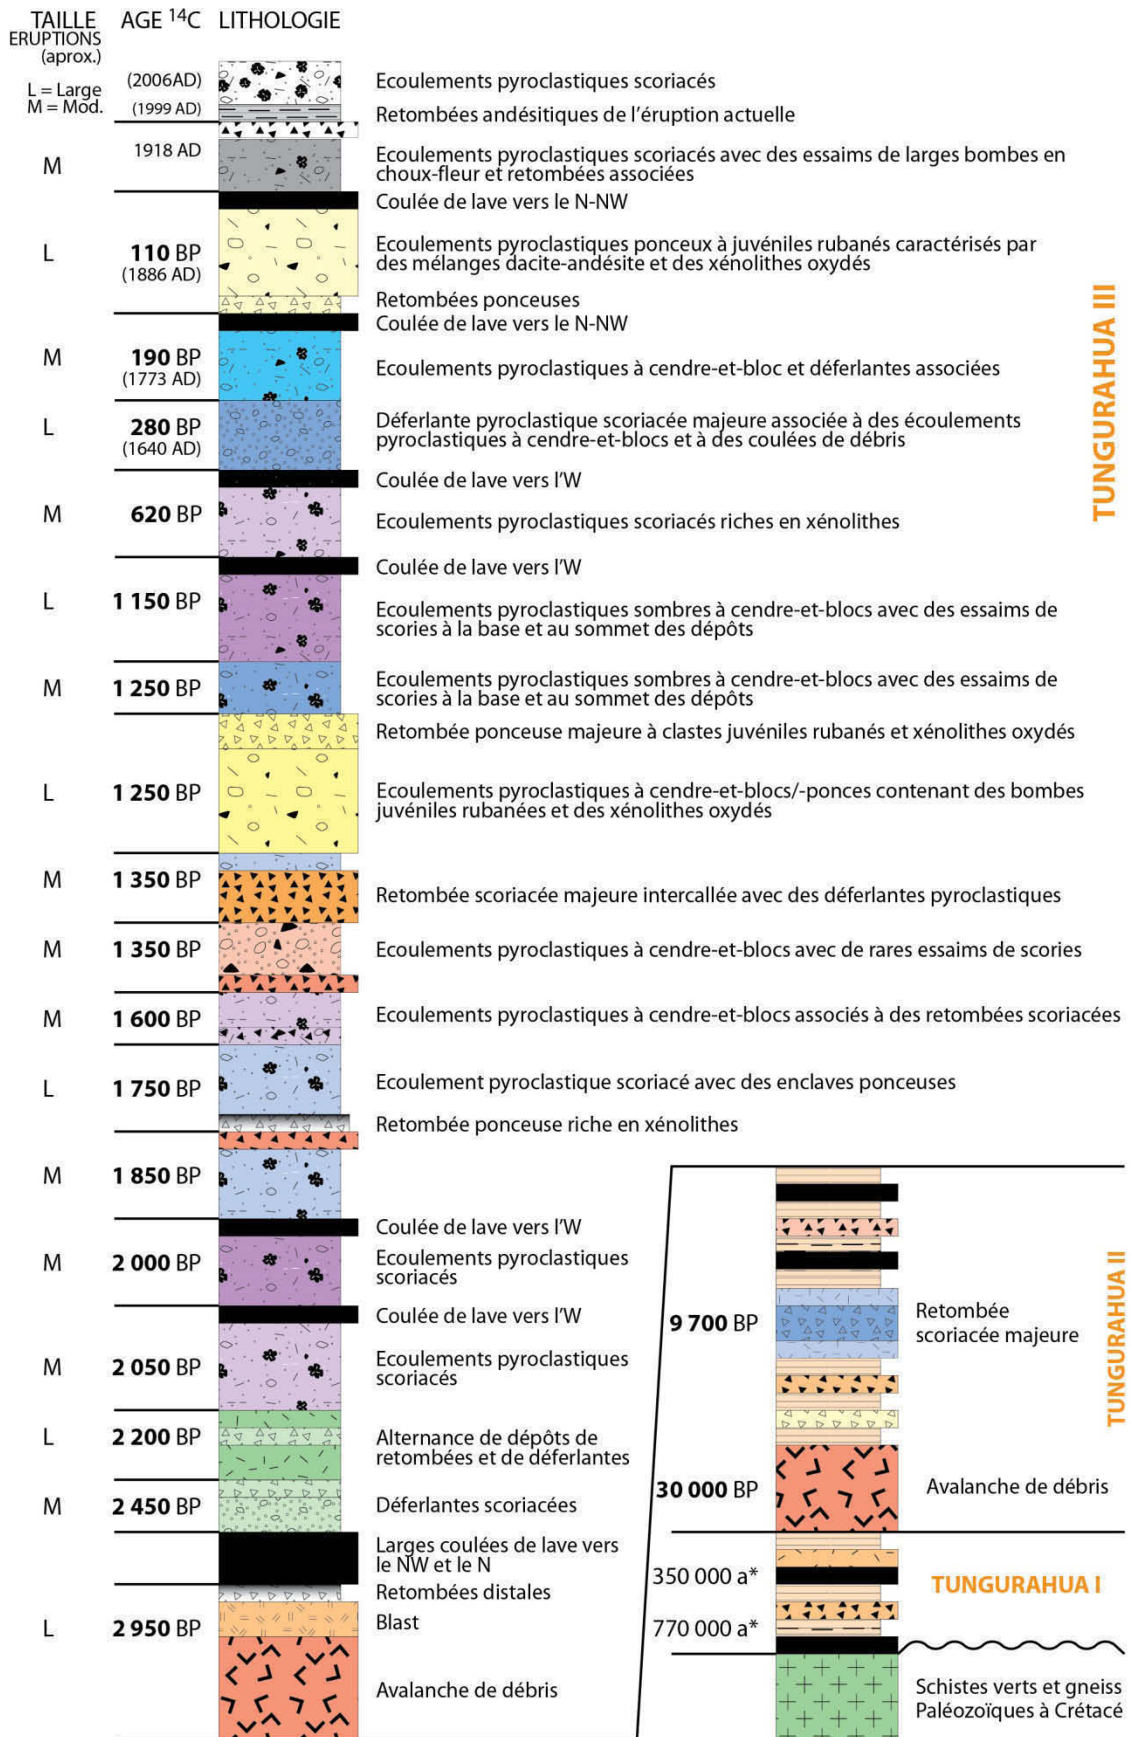 TAILLE
ERUPTIONS
(aprox.)
L = Large
M = Mod.
AGE 14C
LITHOLOGIE
(2006AD)
Ecoulements pyroclastiques scoriacés
(1999 AD)
Retombées andésitiques de l'éruption actuelle
M
1918 AD
Ecoulements pyroclastiques scoriacés avec des essaims de larges bombes en
choux-fleur et retombées associées
Coulée de lave vers le N-NW
L
110 BP
(1886 AD)
Ecoulements pyroclastiques ponceux à juvéniles rubanés caractérisés par
des mélanges dacite-andésite et des xénolithes oxydés
Retombées ponceuses
Coulée de lave vers le N-NW
M
190 BP
(1773 AD)
Ecoulements pyroclastiques à cendre-et-bloc et déferlantes associées
L
280 BP
(1640 AD)
Déferlante pyroclastique scoriacée majeure associée à des écoulements
pyroclastiques à cendre-et-blocs et à des coulées de débris
Coulée de lave vers l'W
M
620 BP
Ecoulements pyroclastiques scoriacés riches en xénolithes
Coulée de lave vers l'W
L
1 150 BP
Ecoulements pyroclastiques sombres à cendre-et-blocs avec des essaims de
scories à la base et au sommet des dépôts
M
1 250 BP
Ecoulements pyroclastiques sombres à cendre-et-blocs avec des essaims de
scories à la base et au sommet des dépôts
Retombée ponceuse majeure à clastes juvéniles rubanés et xénolithes oxydés
L
1 250 BP
Ecoulements pyroclastiques à cendre-et-blocs/-ponces contenant des bombes
juvéniles rubanées et des xénolithes oxydés
M
1 350 BP
Retombée scoriacée majeure intercallée avec des déferlantes pyroclastiques
M
1 350 BP
Ecoulements pyroclastiques à cendre-et-blocs avec de rares essaims de scories
M
1 600 BP
Ecoulements pyroclastiques à cendre-et-blocs associés à des retombées scoriacées
L
1 750 BP
Ecoulement pyroclastique scoriacé avec des enclaves ponceuses
Retombée ponceuse riche en xénolithes
M
1 850 BP
Coulée de lave vers l'W
M
2 000 BP
Ecoulements pyroclastiques
scoriacés
Coulée de lave vers l'W
M
2 050 BP
Ecoulements pyroclastiques
scoriacés
L
2 200 BP
Alternance de dépôts de
retombées et de déferlantes
M
2 450 BP
Déferlantes scoriacées
Larges coulées de lave vers
le NW et le N
Retombées distales
L
2 950 BP
Blast
Avalanche de débris
TUNGURAHUA III
9 700 BP
Retombée
scoriacée majeure
TUNGURAHUA II
30 000 BP
Avalanche de débris
350 000 a*
TUNGURAHUA I
770 000 a*
Schistes verts et gneiss
Paléozoïques à Crétacé